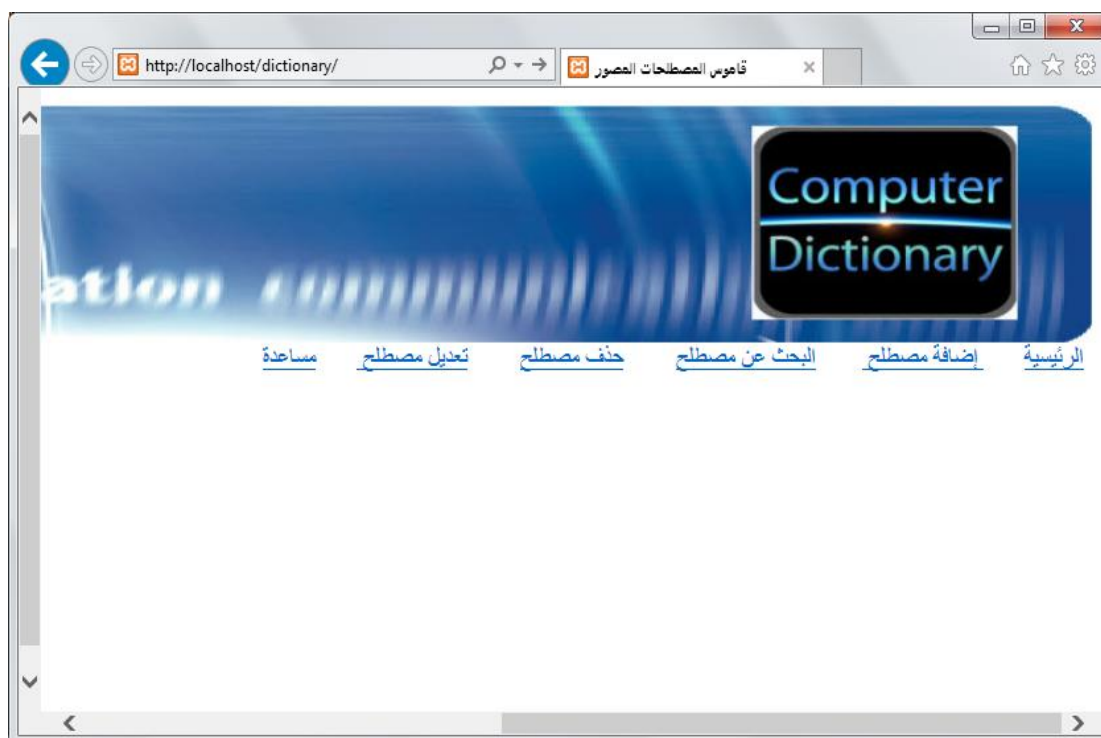 http://localhost/dictionary/
قاموس المصطلحات المصور
Computer
Dictionary
ation
الرئيسية إضافة مصطلح البحث عن مصطلح حذف مصطلح تعديل مصطلح مساعدة